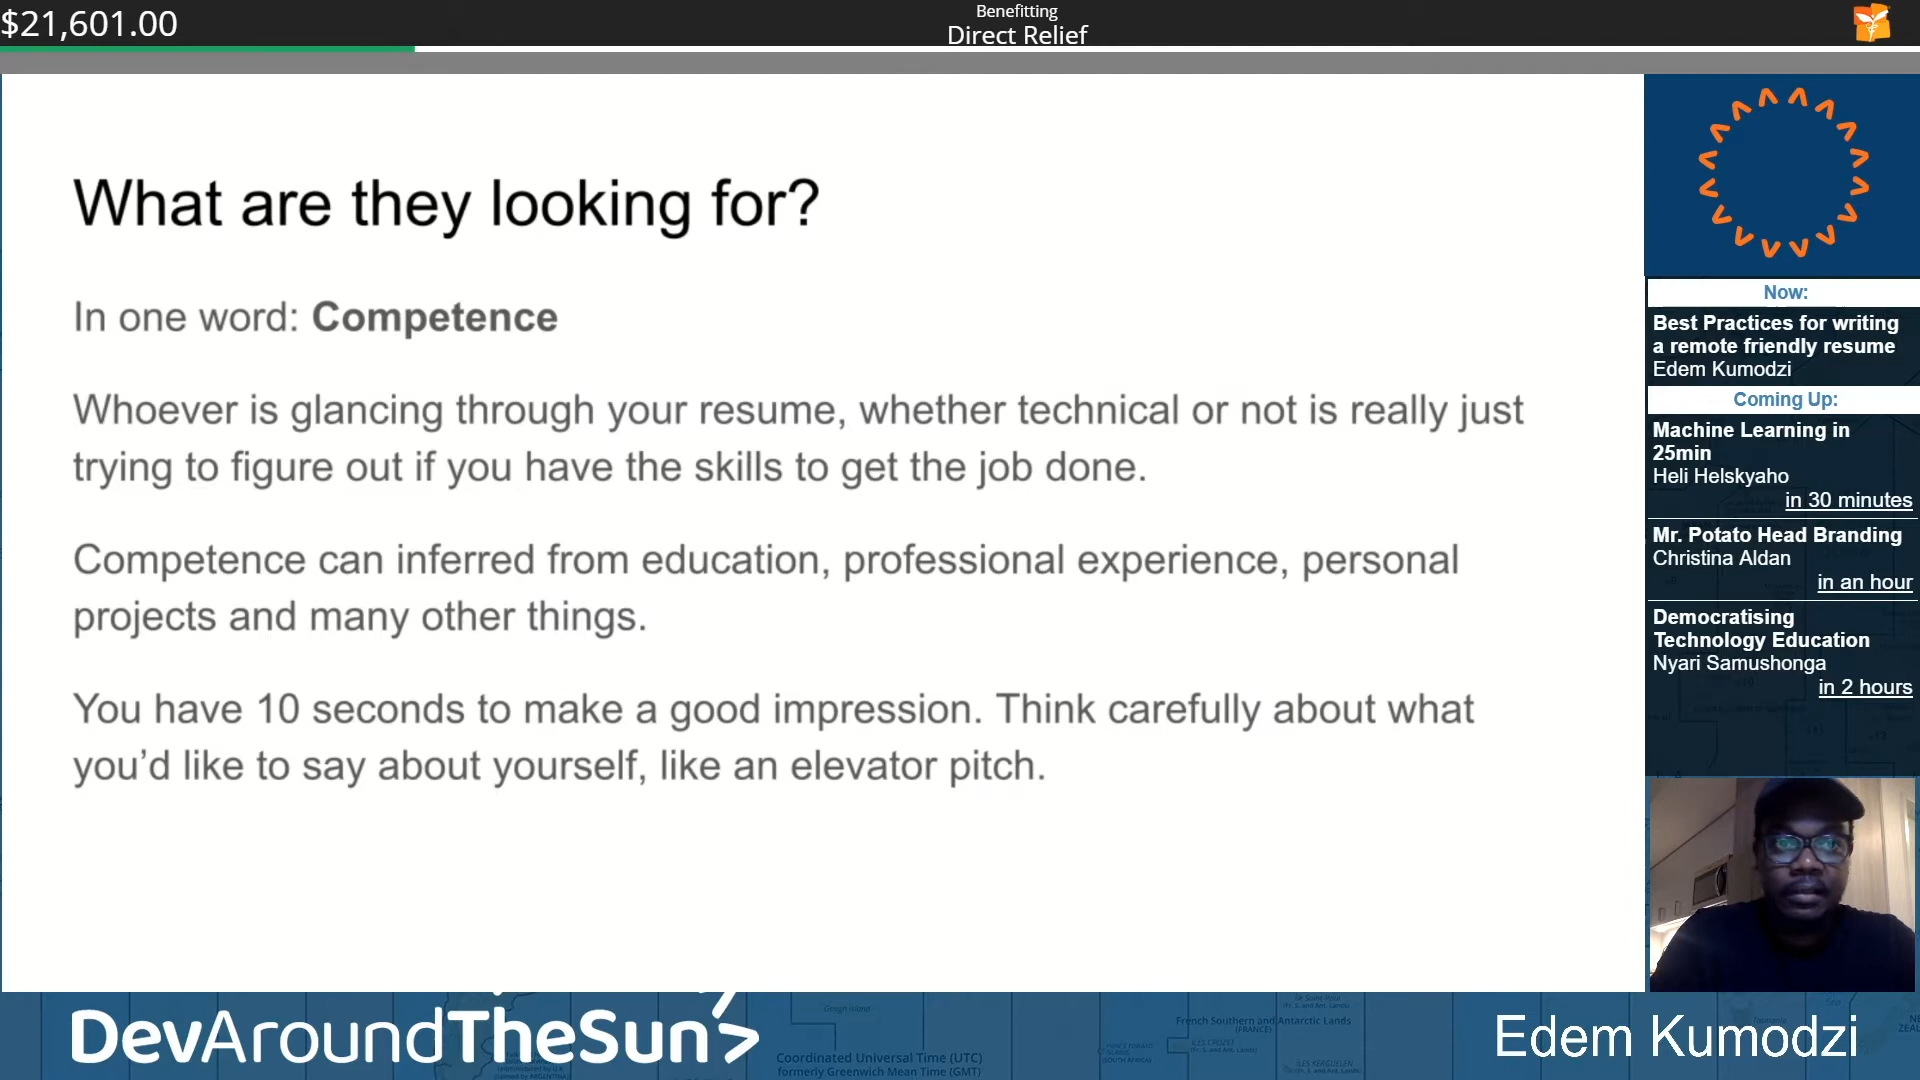 $21,601.00
Benefitting
Direct Relief
What are they looking for?
In one word: Competence
Whoever is glancing through your resume, whether technical or not is really just
trying to figure out if you have the skills to get the job done.
Competence can inferred from education, professional experience, personal
projects and many other things.
You have 10 seconds to make a good impression. Think carefully about what
you’d like to say about yourself, like an elevator pitch.
Now:
Best Practices for writing
a remote friendly resume
Edem Kumodzi
Coming Up:
Machine Learning in
25min
Heli Helskyaho
in 30 minutes
Mr. Potato Head Branding
Christina Aldan
in an hour
Democratising
Technology Education
Nyari Samushonga
in 2 hours
DevAroundTheSun
Gough Island
Coordinated Universal Time (UTC)
formerly Greenwich Mean Time (GMT)
French Southern and Antarctic Lands
(FRANCE)
Edem Kumodzi